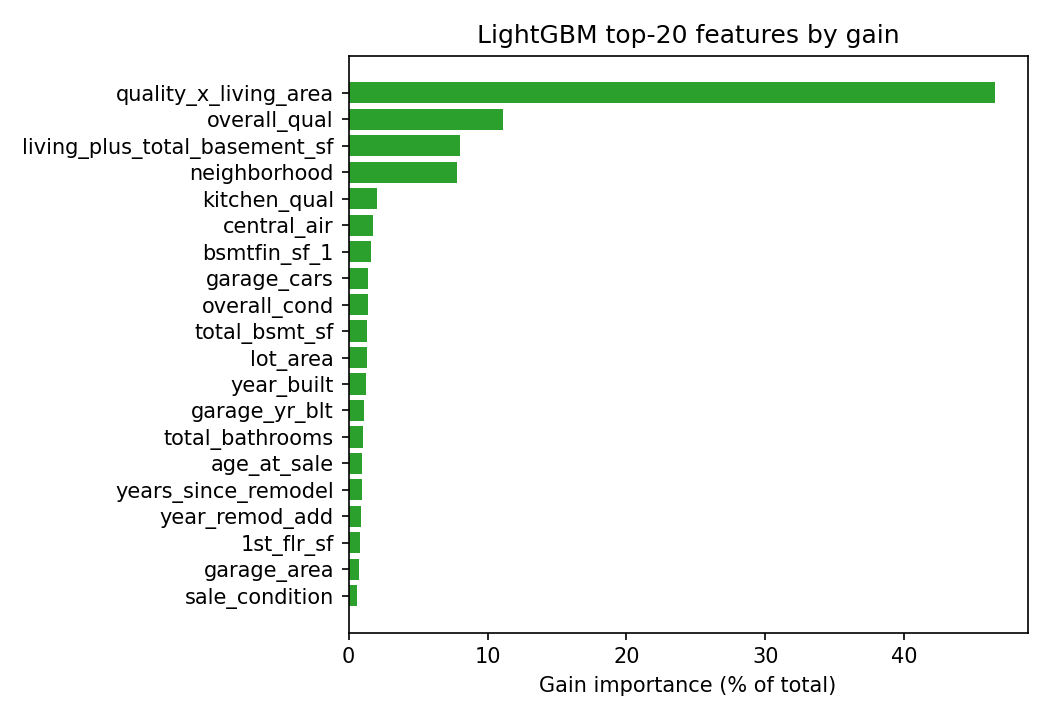 LightGBM top-20 features by gain
quality_x_living_area
overall_qual
living_plus_total_basement_sf
neighborhood
kitchen_qual
central_air
bsmtfin_sf_1
garage_cars
overall_cond
total_bsmt_sf
lot_area
year_built
garage_yr_blt
total_bathrooms
age_at_sale
years_since_remodel
year_remod_add
1st_flr_sf
garage_area
sale_condition
0 10 20 30 40
Gain importance (% of total)